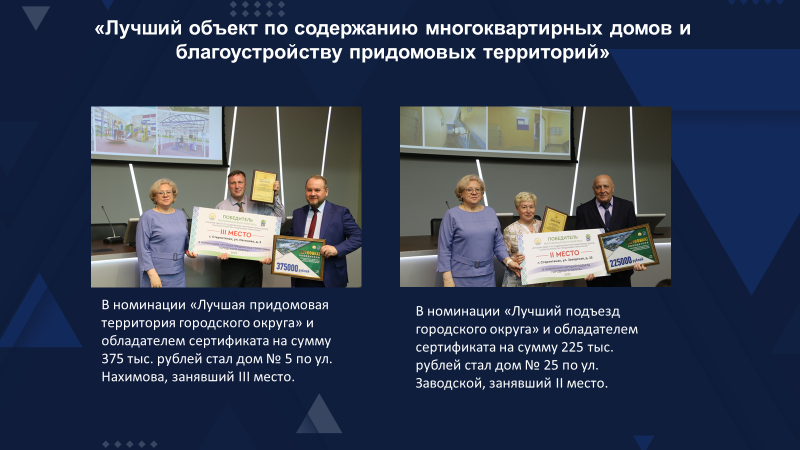 «Лучший объект по содержанию многоквартирных домов и
благоустройству придомовых территорий»
ПОБЕДИТЕЛЬ
III МЕСТО
375000 рублей
ПОБЕДИТЕЛЬ
II МЕСТО
225000 рублей
В номинации «Лучшая придомовая
территория городского округа» и
обладателем сертификата на сумму
375 тыс. рублей стал дом № 5 по ул.
Нахимова, занявший III место.
В номинации «Лучший подъезд
городского округа» и обладателем
сертификата на сумму 225 тыс.
рублей стал дом № 25 по ул.
Заводской, занявший II место.